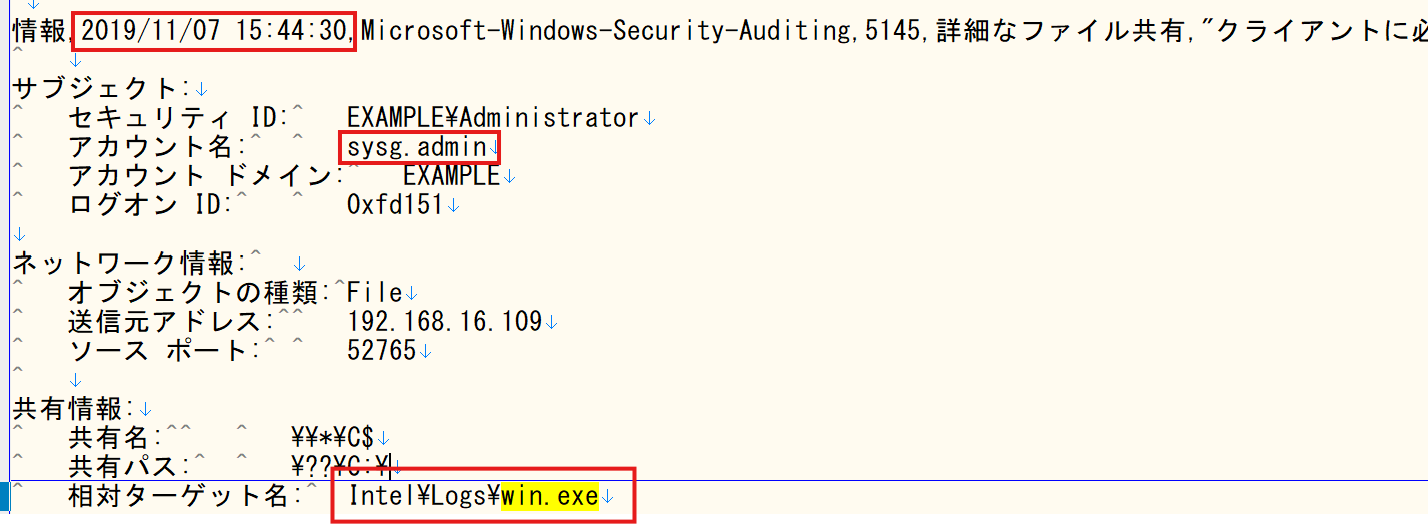 情報,2019/11/07 15:44:30,Microsoft-Windows-Security-Auditing,5145,詳細なファイル共有,"クライアントに必
サブジェクト:
セキュリティ ID: EXAMPLE¥Administrator
アカウント名: sysg.admin
アカウント ドメイン: EXAMPLE
ログオン ID: 0xfd151
ネットワーク情報:
オブジェクトの種類: File
送信元アドレス: 192.168.16.109
ソース ポート: 52765
共有情報:
共有名: ¥¥*¥C$
共有パス: ¥??¥C:¥
相対ターゲット名: Intel¥Logs¥win.exe